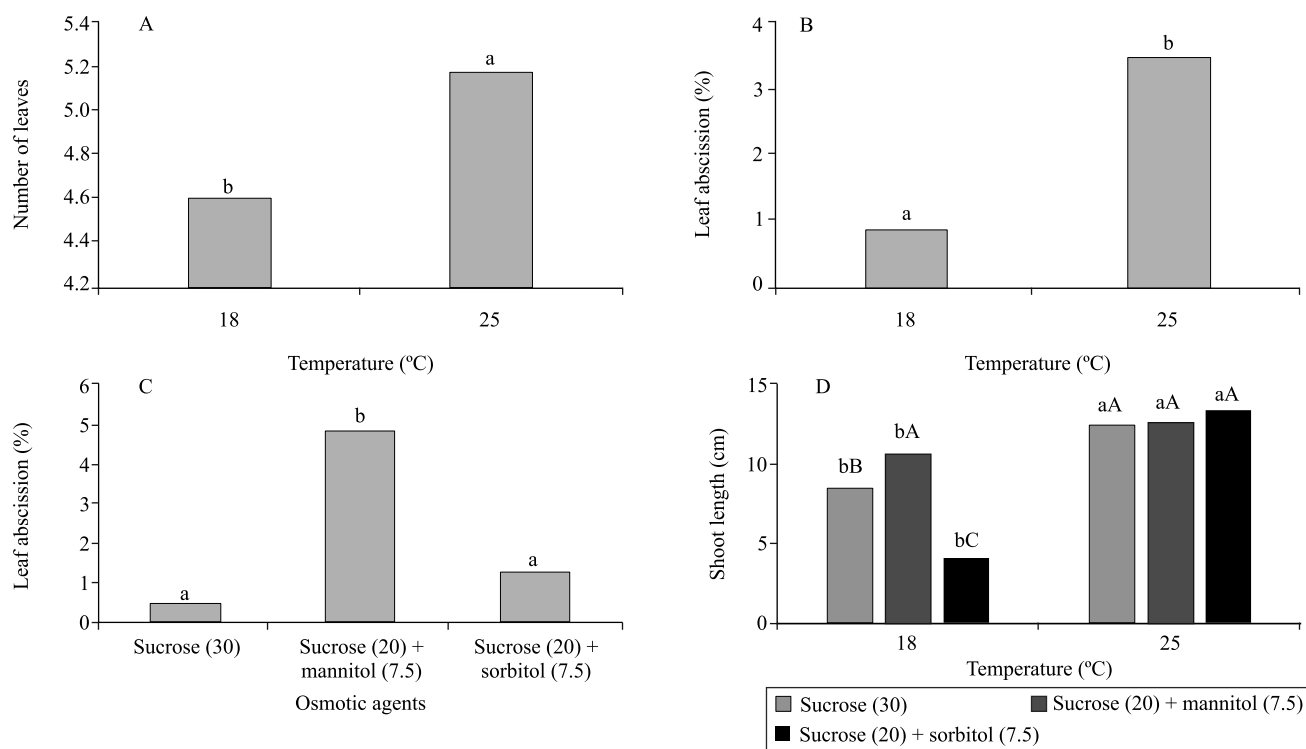 A
Number of leaves
5.4
5.2
5.0
4.8
4.6
4.4
4.2
b
a
18
25
Temperature (ºC)
B
Leaf abscission (%)
4
3
2
1
0
a
b
18
25
Temperature (ºC)
C
Leaf abscission (%)
6
5
4
3
2
1
0
a
b
a
Sucrose (30)
Sucrose (20) +
mannitol (7.5)
Sucrose (20) +
sorbitol (7.5)
Osmotic agents
D
Shoot length (cm)
15
10
5
0
bB
bA
bC
aA
aA
aA
18
25
Temperature (ºC)
Sucrose (30)
Sucrose (20) + mannitol (7.5)
Sucrose (20) + sorbitol (7.5)